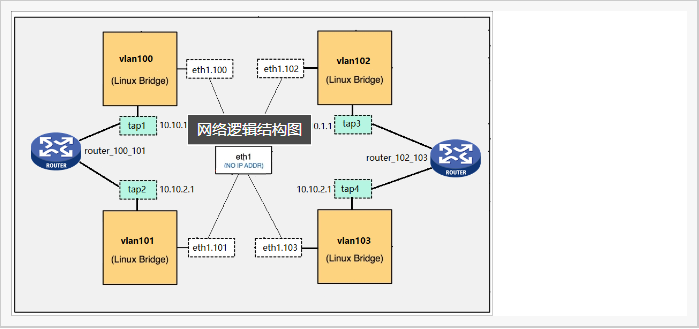 vlan100
(Linux Bridge)
eth1.100
eth1.102
vlan102
(Linux Bridge)
tap1
10.10.1
网络逻辑结构图
0.1.1
tap3
router_100_101
ROUTER
eth1
(NO IP ADDR)
router_102_103
ROUTER
tap2
10.10.2.1
10.10.2.1
tap4
vlan101
(Linux Bridge)
eth1.101
eth1.103
vlan103
(Linux Bridge)